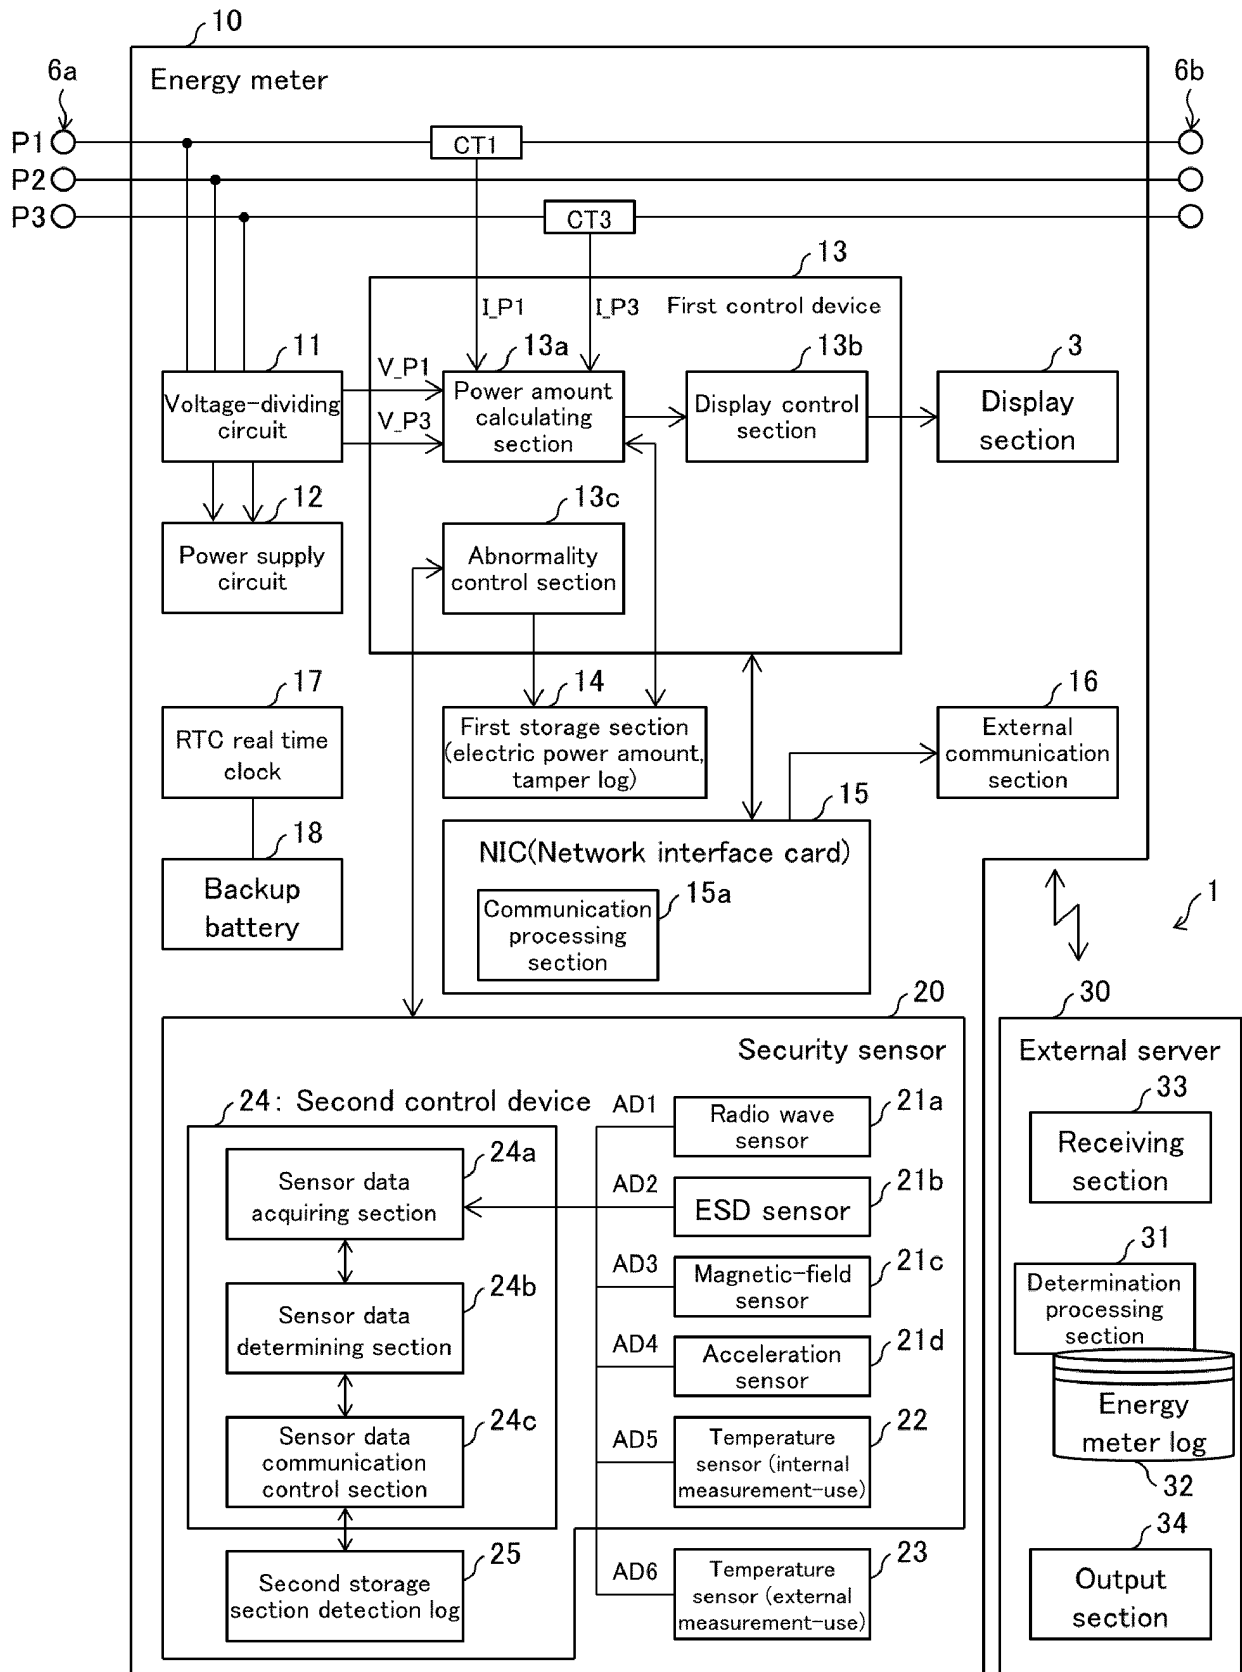 10
6a
Energy meter
6b
P1
CT1
P2
P3
CT3
13
I_P1
I_P3
First control device
11
V_P1
13a
13b
3
Voltage-dividing
circuit
V_P3
Power amount
calculating
section
Display control
section
Display
section
12
13c
Power supply
circuit
Abnormality
control section
17
14
16
RTC real time
clock
First storage section
(electric power amount,
tamper log)
External
communication
section
15
18
NIC(Network interface card)
Backup
battery
15a
Communication
processing
section
1
20
30
Security sensor
External server
24: Second control device
AD1
Radio wave
sensor
21a
33
Receiving
section
24a
Sensor data
acquiring section
AD2
ESD sensor
21b
31
Determination
processing
section
AD3
Magnetic-field
sensor
21c
24b
Sensor data
determining section
AD4
Acceleration
sensor
21d
Energy
meter log
32
24c
Sensor data
communication
control section
AD5
Temperature
sensor (internal
measurement-use)
22
34
Output
section
25
Second storage
section detection log
AD6
Temperature
sensor (external
measurement-use)
23